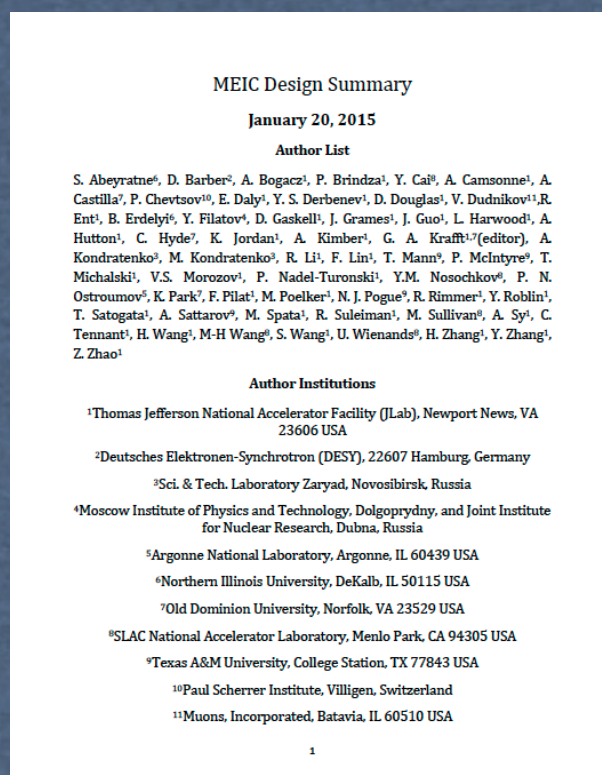 MEIC Design Summary
January 20, 2015
Author List
S. Abeyratne⁶, D. Barber², A. Bogacz¹, P. Brindza¹, Y. Cai⁸, A. Camsonne¹, A.
Castilla⁷, P. Chevtsov¹⁰, E. Daly¹, Y. S. Derbenev¹, D. Douglas¹, V. Dudnikov¹¹,R.
Ent¹, B. Erdelyi⁶, Y. Filatov⁴, D. Gaskell¹, J. Grames¹, J. Guo¹, L. Harwood¹, A.
Hutton¹, C. Hyde⁷, K. Jordan¹, A. Kimber¹, G. A. Krafft¹,⁷(editor), A.
Kondratenko³, M. Kondratenko³, R. Li¹, F. Lin¹, T. Mann⁹, P. McIntyre⁹, T.
Michalski¹, V.S. Morozov¹, P. Nadel-Turonski¹, Y.M. Nosochkov⁸, P. N.
Ostroumov⁵, K. Park⁷, F. Pilat¹, M. Poelker¹, N. J. Pogue⁹, R. Rimmer¹, Y. Roblin¹,
T. Satogata¹, A. Sattarov⁹, M. Spata¹, R. Suleiman¹, M. Sullivan⁸, A. Sy¹, C.
Tennant¹, H. Wang¹, M-H Wang⁸, S. Wang¹, U. Wienands⁸, H. Zhang¹, Y. Zhang¹,
Z. Zhao¹
Author Institutions
¹Thomas Jefferson National Accelerator Facility (JLab), Newport News, VA
23606 USA
²Deutsches Elektronen-Synchrotron (DESY), 22607 Hamburg, Germany
³Sci. & Tech. Laboratory Zaryad, Novosibirsk, Russia
⁴Moscow Institute of Physics and Technology, Dolgoprydny, and Joint Institute
for Nuclear Research, Dubna, Russia
⁵Argonne National Laboratory, Argonne, IL 60439 USA
⁶Northern Illinois University, DeKalb, IL 50115 USA
⁷Old Dominion University, Norfolk, VA 23529 USA
⁸SLAC National Accelerator Laboratory, Menlo Park, CA 94305 USA
⁹Texas A&M University, College Station, TX 77843 USA
¹⁰Paul Scherrer Institute, Villigen, Switzerland
¹¹Muons, Incorporated, Batavia, IL 60510 USA
1